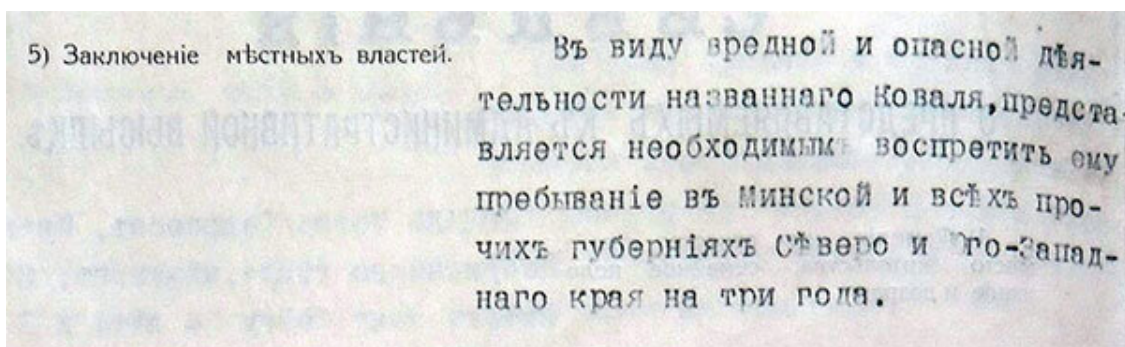 5) Заключеніе мѣстныхъ властей.
Въ виду вредной и опасной дѣя-
тельности названнаго Коваля,предста-
вляется необходимымъ воспретить ему
пребываніе въ Минской и всѣхъ про-
чихъ губерніяхъ Сѣверо и Юго-Запад-
наго края на три года.